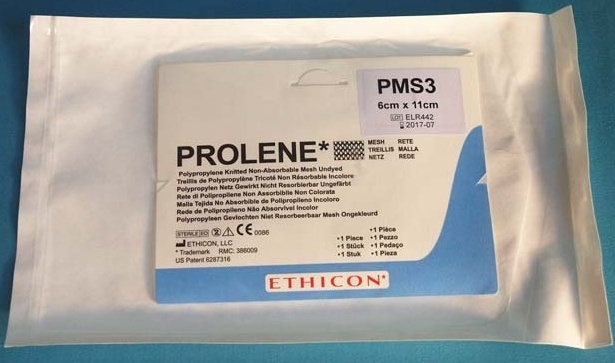 PMS3
6cm x 11cm
LOT ELR442
2017-07
PROLENE*
MESH RETE
TREILLIS MALLA
NETZ REDE
Polypropylene Knitted Non-Absorbable Mesh Undyed
Treillis de Polypropylène Tricoté Non Résorbable Incolore
Polypropylen Netz Gewirkt Nicht Resorbierbar Ungefärbt
Rete di Polipropilene Non Assorbibile Non Colorata
Malla Tejida No Absorbible de Polipropileno Incoloro
Rede de Polipropileno Não Absorvível Incolor
Polypropyleen Gevlochten Niet Resorbeerbaar Mesh Ongekleurd
STERILE EO 2 CE 0086
ETHICON, LLC
* Trademark RMC: 386009
US Patent 6287316
•1 Pièce
•1 Piece •1 Pezzo
•1 Stück •1 Pedaço
•1 Stuk •1 Pieza
ETHICON*